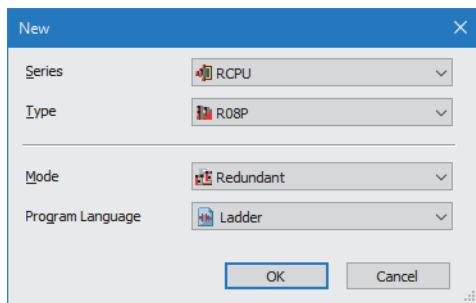 New
Series RCPU
Type R08P
Mode Redundant
Program Language Ladder
OK Cancel